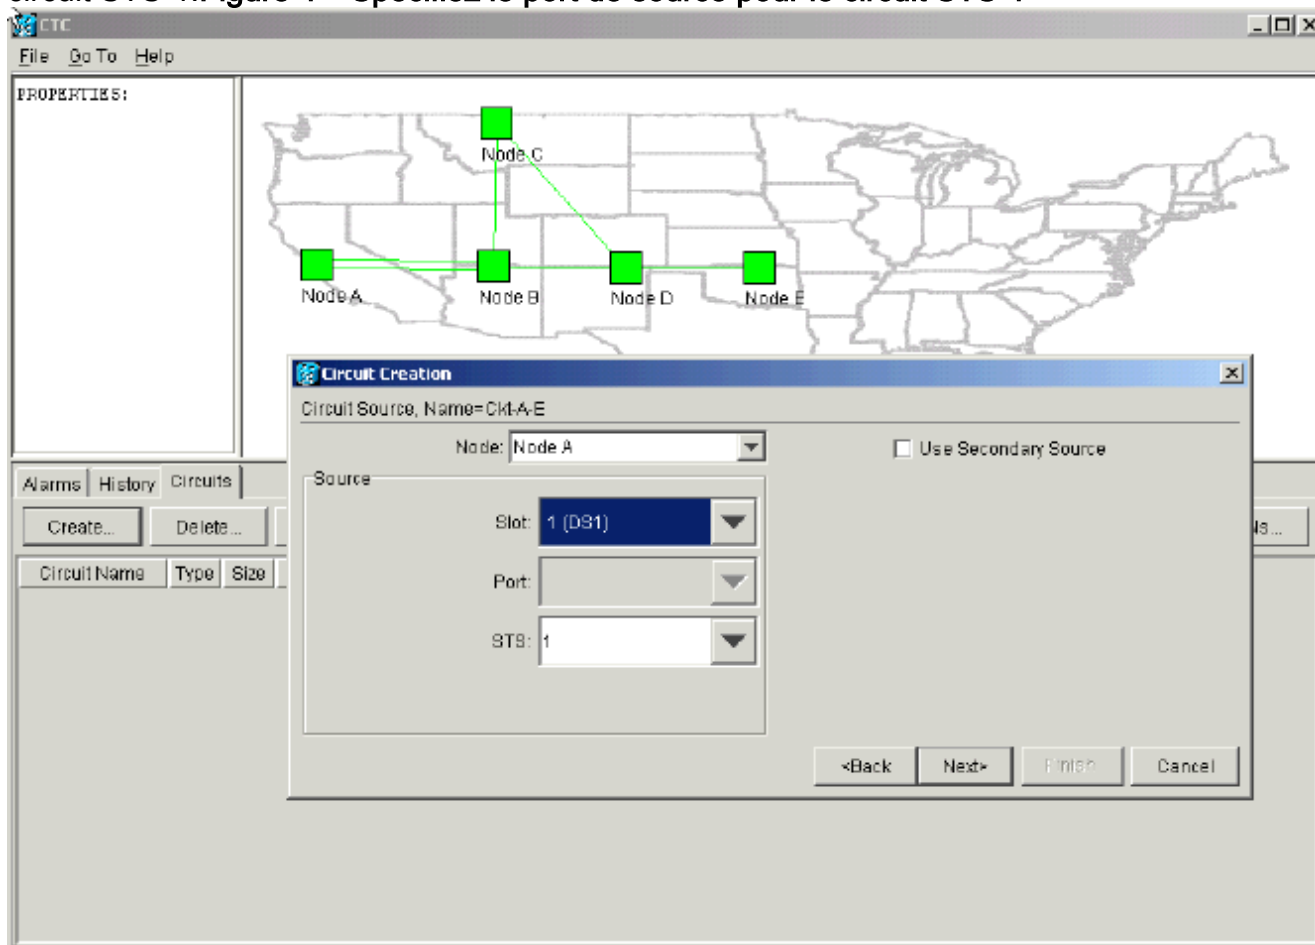 CTC
File Go To Help
PROPERTIES:
Node C
Node A
Node B
Node D
Node E
Circuit Creation
Circuit Source, Name=Ckt-A-E
Node: Node A
Use Secondary Source
Source
Slot: 1 (DS1)
Port:
STS: 1
<Back Next> Finish Cancel
Alarms History Circuits
Create... Delete...
Circuit Name Type Size